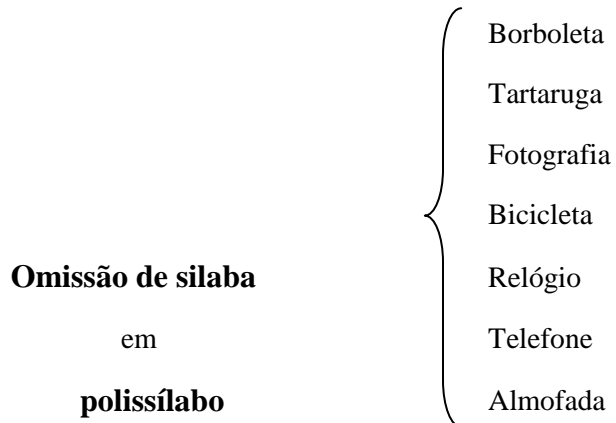 Borboleta
Tartaruga
Fotografia
Bicicleta
Omissão de silaba
Relógio
em
Telefone
polissílabo
Almofada